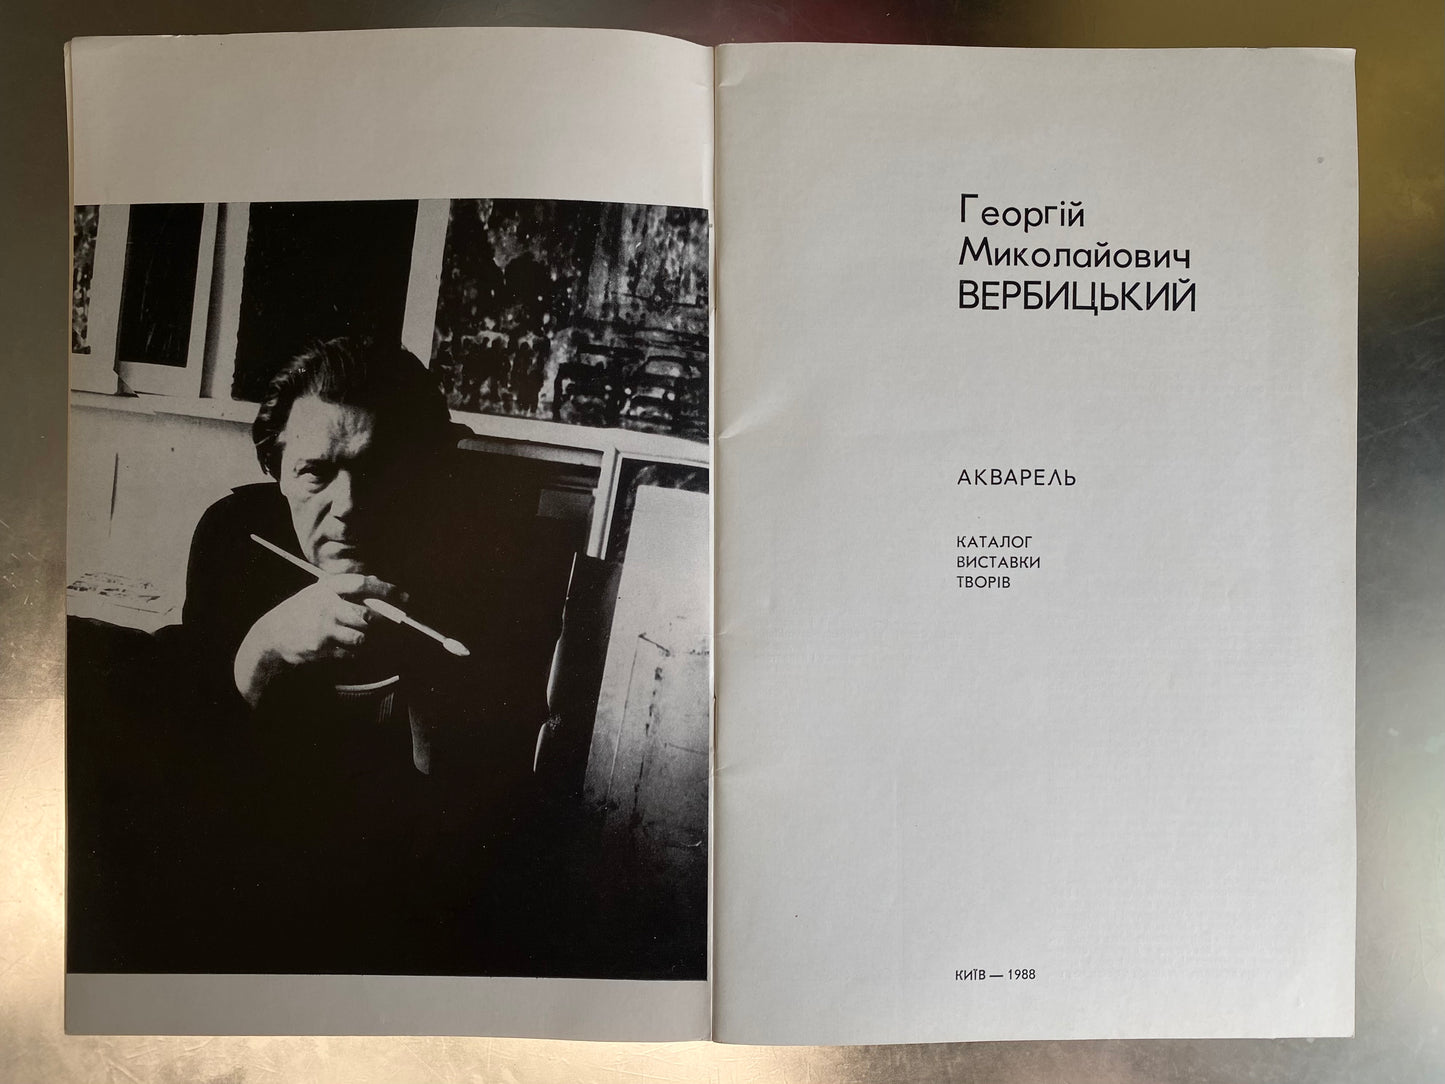 Георгій
Миколайович
ВЕРБИЦЬКИЙ
АКВАРЕЛЬ
КАТАЛОГ
ВИСТАВКИ
ТВОРІВ
КИЇВ — 1988